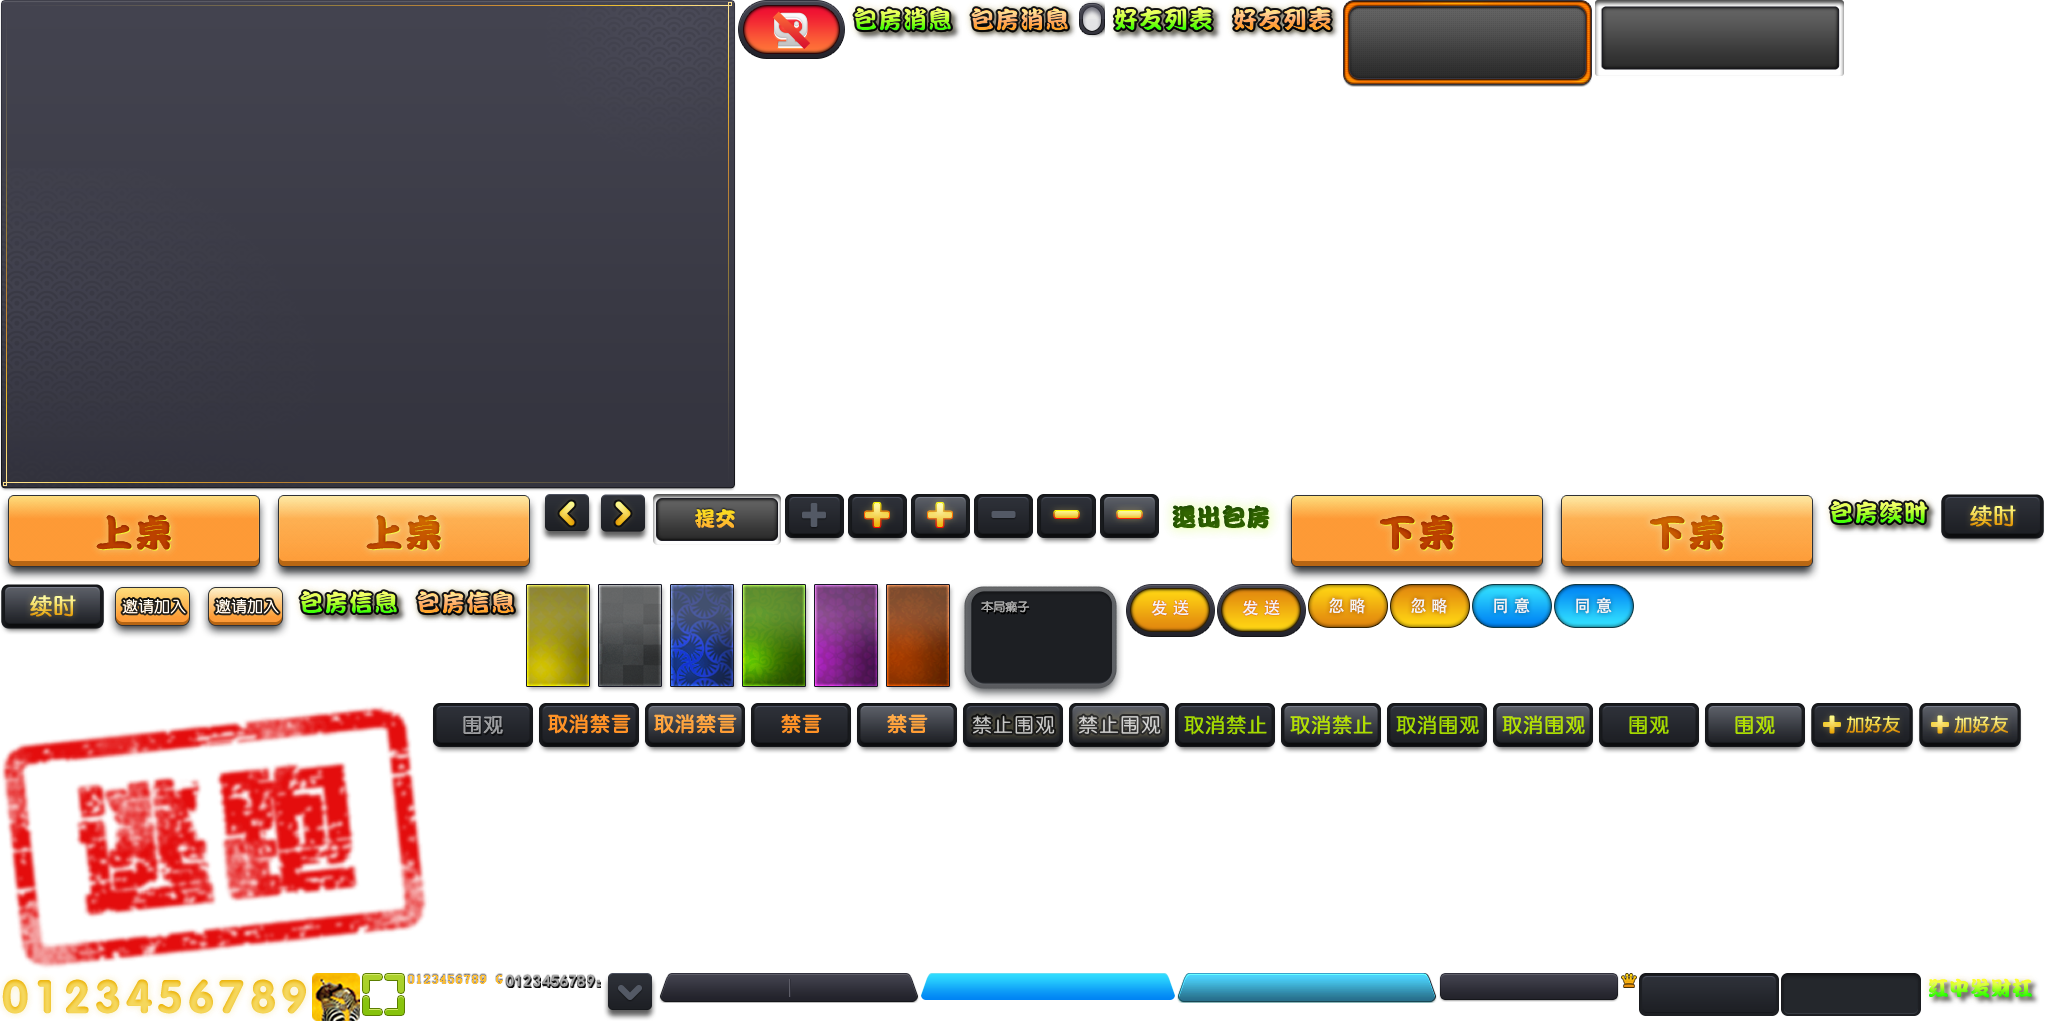 包房消息 包房消息 好友列表 好友列表
上桌 上桌 提交 退出包房 下桌 下桌 包房续时 续时
续时 邀请加入 邀请加入 包房信息 包房信息 本局癞子 发送 发送 忽略 忽略 同意 同意
围观 取消禁言 取消禁言 禁言 禁言 禁止围观 禁止围观 取消禁止 取消禁止 取消围观 取消围观 围观 围观 加好友 加好友
0123456789 0123456789 0123456789: 红中发财红